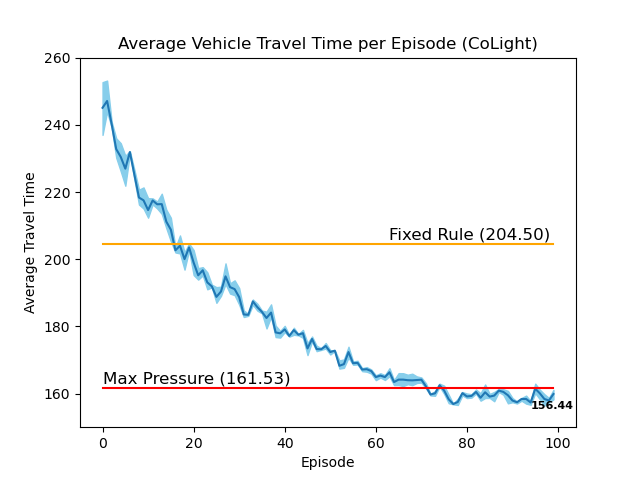 Average Vehicle Travel Time per Episode (CoLight)
260
240
220
200
180
160
Average Travel Time
Fixed Rule (204.50)
Max Pressure (161.53)
156.44
0
20
40
60
80
100
Episode